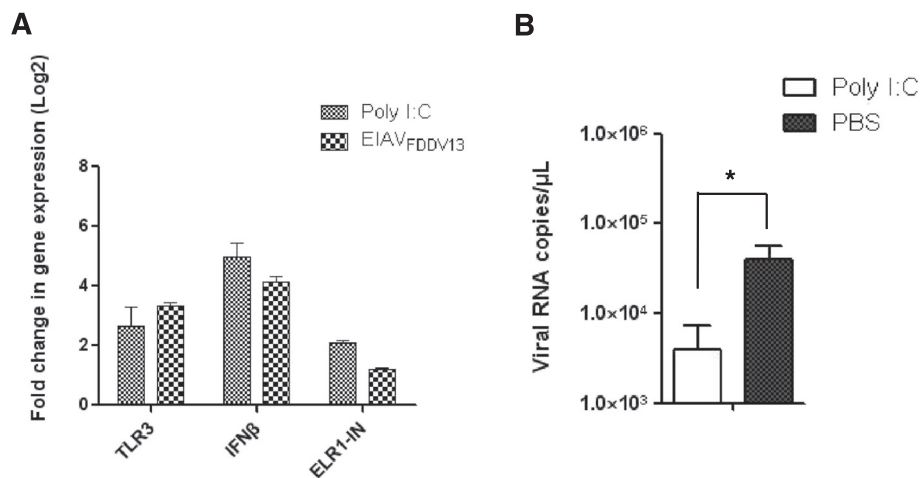 A
Fold change in gene expression (Log2)
Poly I:C
EIAV_FDDV13
8
6
4
2
0
TLR3
IFNβ
ELR1-IN
B
Poly I:C
PBS
Viral RNA copies/µL
1.0×10⁶
1.0×10⁵
1.0×10⁴
1.0×10³
*